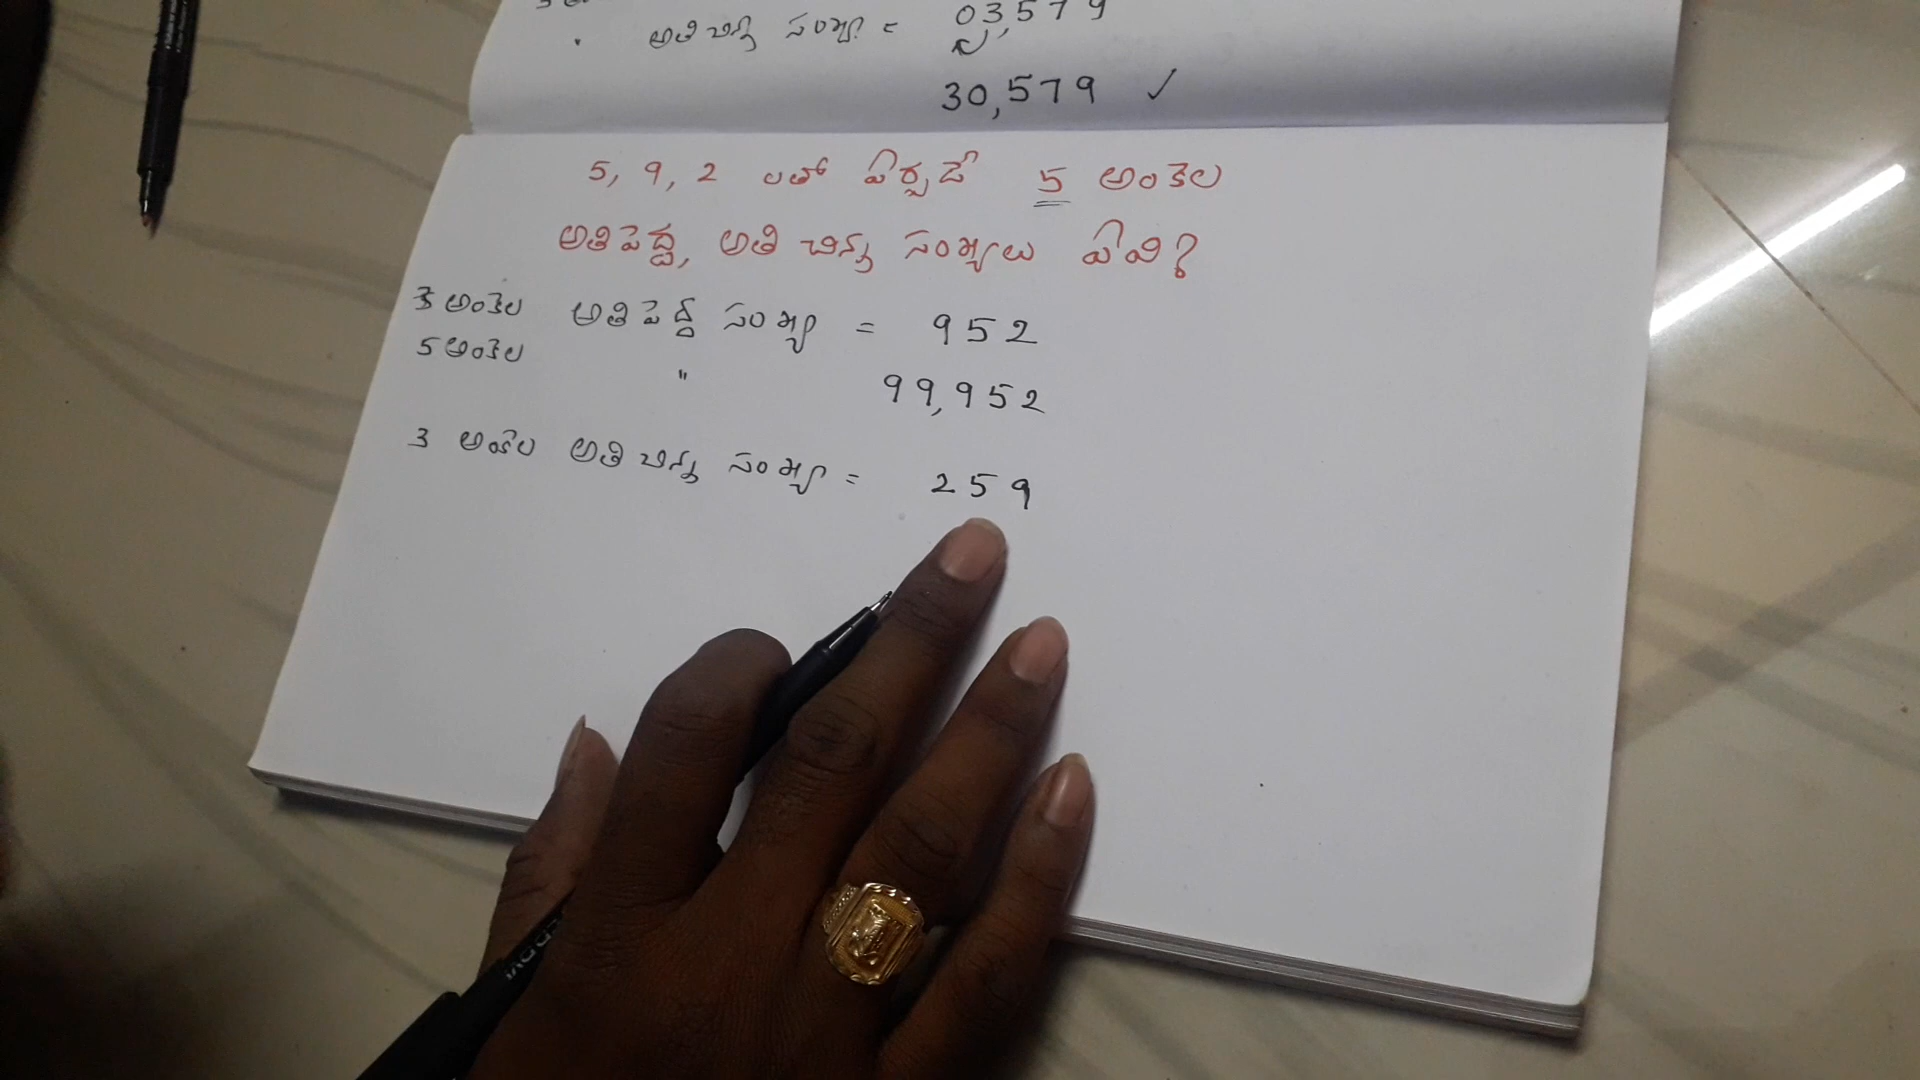 అతి చిన్న సంఖ్య = 03,579
30,579 ✓
5, 9, 2 లతో ఏర్పడే 5 అంకెల
అతిపెద్ద, అతి చిన్న సంఖ్యలు ఏవి?
3 అంకెల అతిపెద్ద సంఖ్య = 952
5 అంకెల " 99,952
3 అంకెల అతి చిన్న సంఖ్య = 259